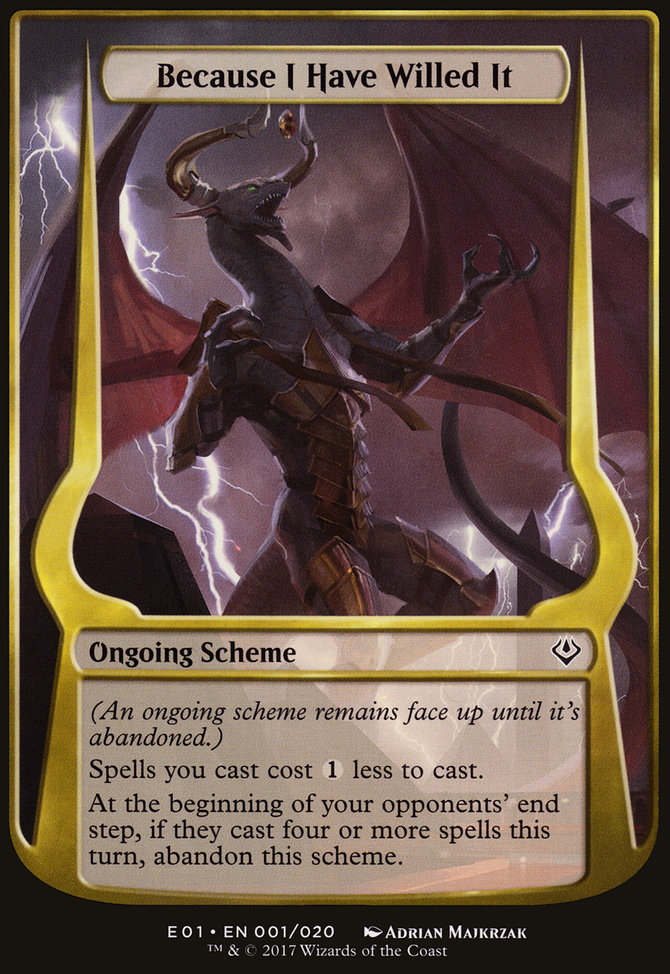 Because I Have Willed It
Ongoing Scheme
(An ongoing scheme remains face up until it's
abandoned.)
Spells you cast cost 1 less to cast.
At the beginning of your opponents' end
step, if they cast four or more spells this
turn, abandon this scheme.
E01 • EN 001/020 Adrian Majkrzak
™ & © 2017 Wizards of the Coast